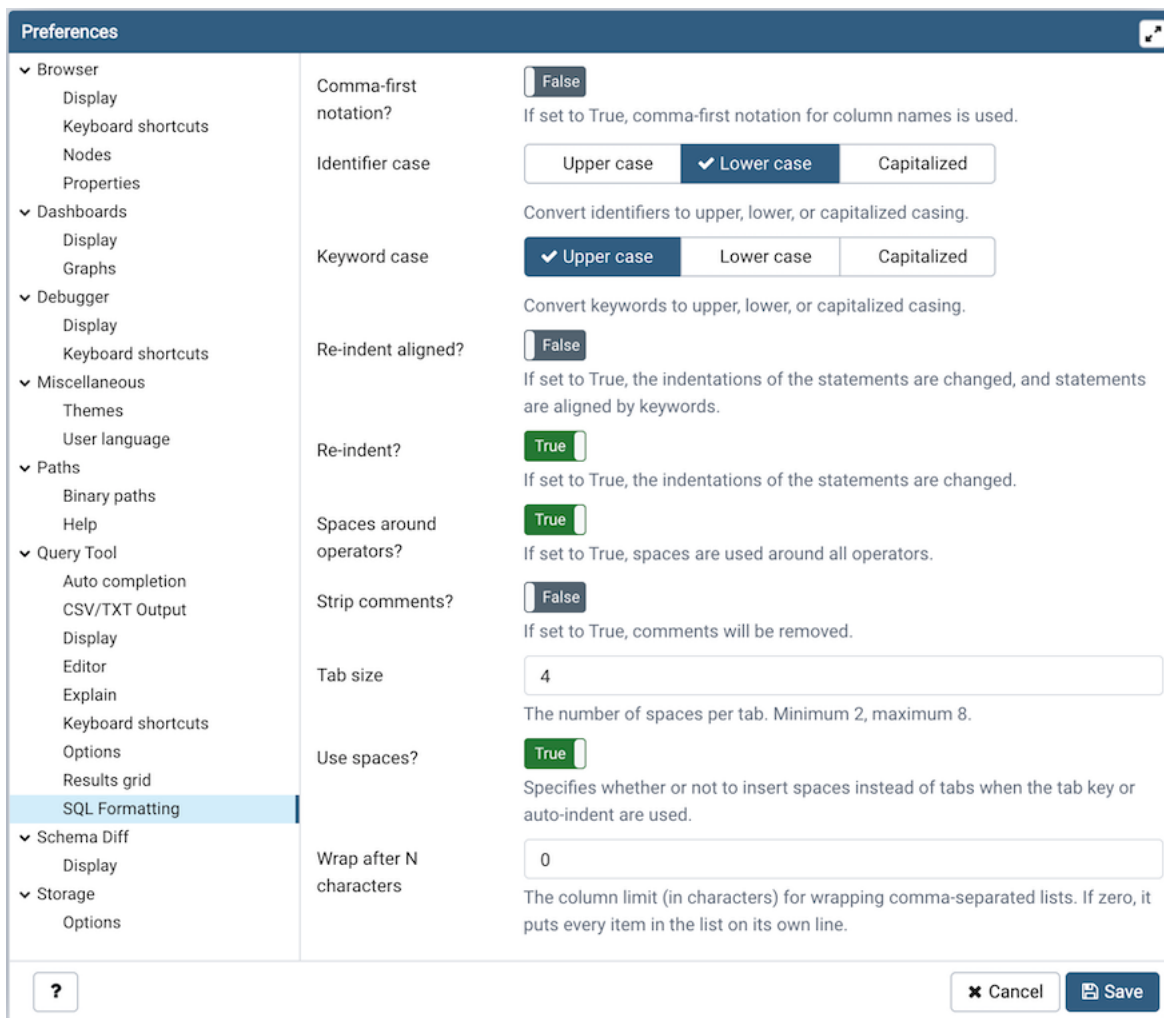 Preferences
Browser
Display
Keyboard shortcuts
Nodes
Properties
Dashboards
Display
Graphs
Debugger
Display
Keyboard shortcuts
Miscellaneous
Themes
User language
Paths
Binary paths
Help
Query Tool
Auto completion
CSV/TXT Output
Display
Editor
Explain
Keyboard shortcuts
Options
Results grid
SQL Formatting
Schema Diff
Display
Storage
Options
Comma-first
notation?
False
If set to True, comma-first notation for column names is used.
Identifier case
Upper case Lower case Capitalized
Convert identifiers to upper, lower, or capitalized casing.
Keyword case
Upper case Lower case Capitalized
Convert keywords to upper, lower, or capitalized casing.
Re-indent aligned?
False
If set to True, the indentations of the statements are changed, and statements
are aligned by keywords.
Re-indent?
True
If set to True, the indentations of the statements are changed.
Spaces around
operators?
True
If set to True, spaces are used around all operators.
Strip comments?
False
If set to True, comments will be removed.
Tab size
4
The number of spaces per tab. Minimum 2, maximum 8.
Use spaces?
True
Specifies whether or not to insert spaces instead of tabs when the tab key or
auto-indent are used.
Wrap after N
characters
0
The column limit (in characters) for wrapping comma-separated lists. If zero, it
puts every item in the list on its own line.
?
Cancel
Save